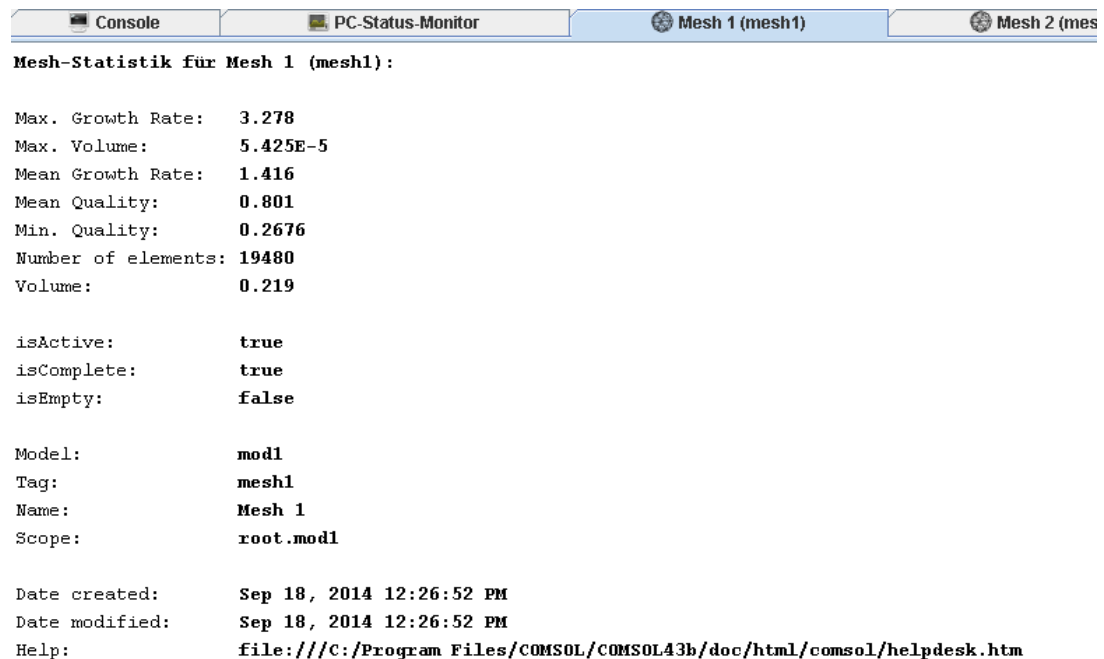 Console PC-Status-Monitor Mesh 1 (mesh1) Mesh 2 (mes
Mesh-Statistik für Mesh 1 (mesh1):
Max. Growth Rate: 3.278
Max. Volume: 5.425E-5
Mean Growth Rate: 1.416
Mean Quality: 0.801
Min. Quality: 0.2676
Number of elements: 19480
Volume: 0.219
isActive: true
isComplete: true
isEmpty: false
Model: mod1
Tag: mesh1
Name: Mesh 1
Scope: root.mod1
Date created: Sep 18, 2014 12:26:52 PM
Date modified: Sep 18, 2014 12:26:52 PM
Help: file:///C:/Program Files/COMSOL/COMSOL43b/doc/html/comsol/helpdesk.htm